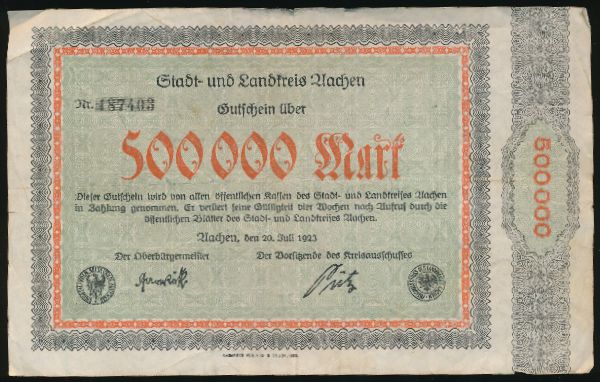 Stadt- und Landkreis Aachen
Nr. 187403
Gutschein über
500000 Mark
Dieser Gutschein wird von allen öffentlichen Kassen des Stadt- und Landkreises Aachen
in Zahlung genommen. Er verliert seine Gültigkeit vier Wochen nach Aufruf durch die
öffentlichen Blätter des Stadt- und Landkreises Aachen.
Aachen, den 20. Juli 1923
Der Oberbürgermeister
Der Vorsitzende des Kreisausschusses
500000